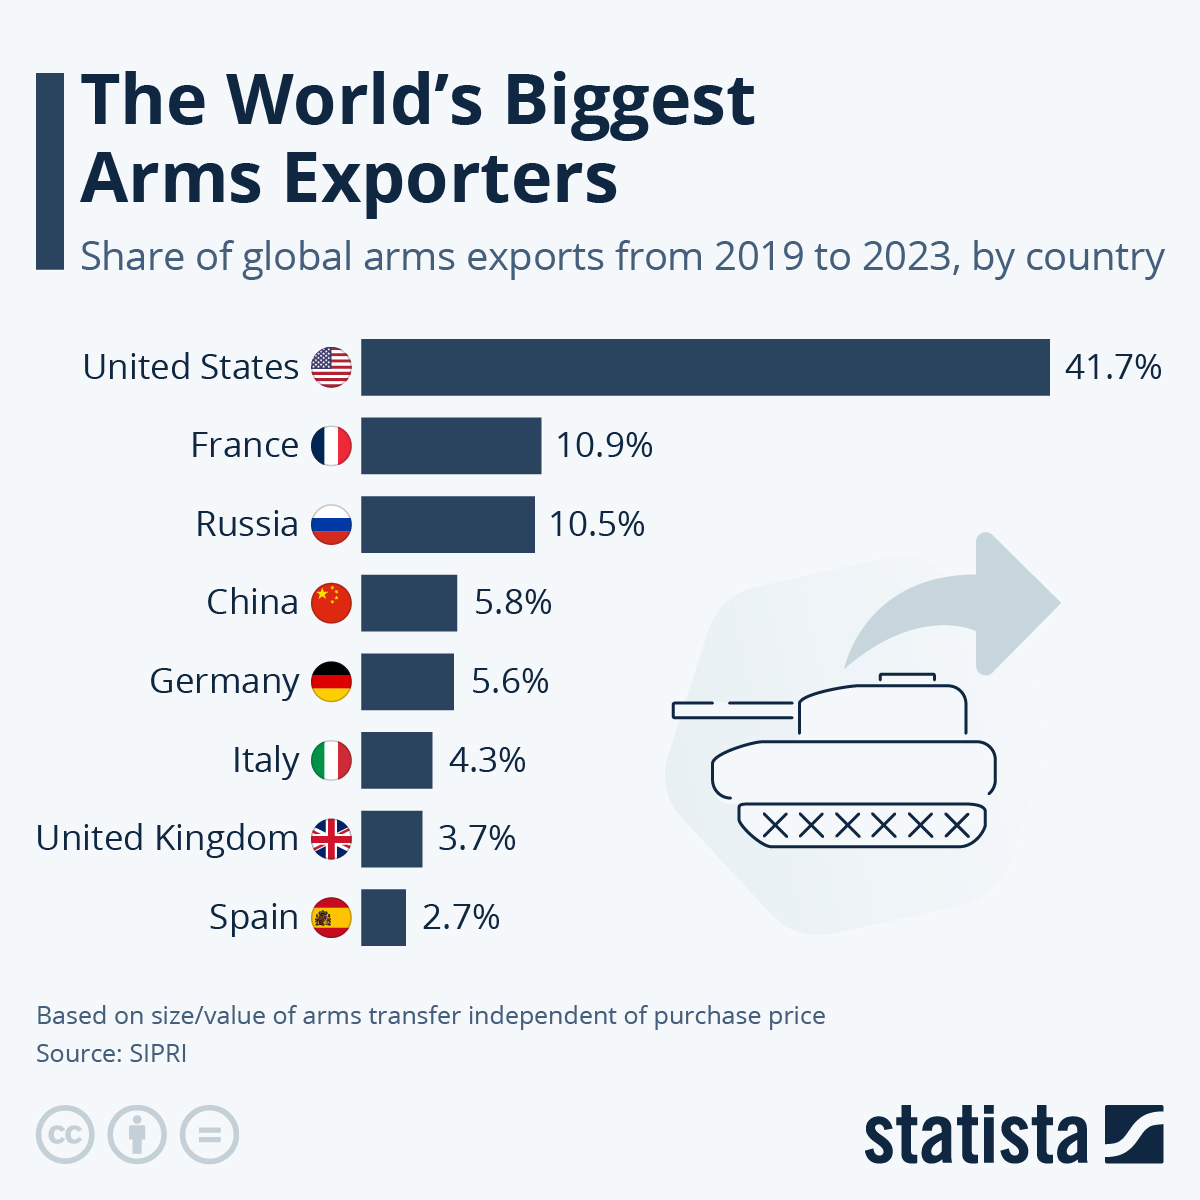 The World’s Biggest
Arms Exporters
Share of global arms exports from 2019 to 2023, by country
United States 41.7%
France 10.9%
Russia 10.5%
China 5.8%
Germany 5.6%
Italy 4.3%
United Kingdom 3.7%
Spain 2.7%
Based on size/value of arms transfer independent of purchase price
Source: SIPRI
cc
statista